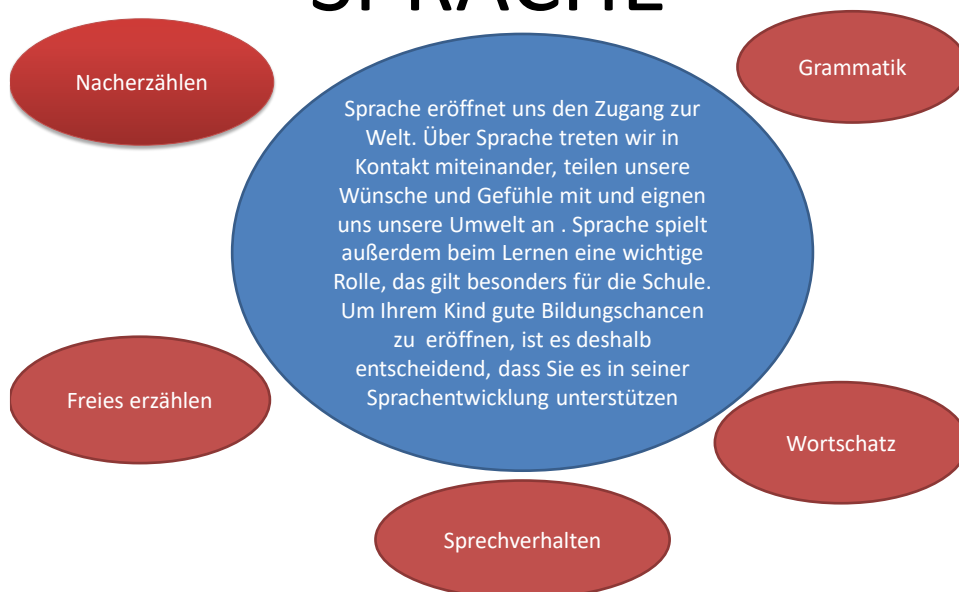 SPRACHE
Nacherzählen
Grammatik
Sprache eröffnet uns den Zugang zur
Welt. Über Sprache treten wir in
Kontakt miteinander, teilen unsere
Wünsche und Gefühle mit und eignen
uns unsere Umwelt an . Sprache spielt
außerdem beim Lernen eine wichtige
Rolle, das gilt besonders für die Schule.
Um Ihrem Kind gute Bildungschancen
zu eröffnen, ist es deshalb
entscheidend, dass Sie es in seiner
Sprachentwicklung unterstützen
Freies erzählen
Wortschatz
Sprechverhalten